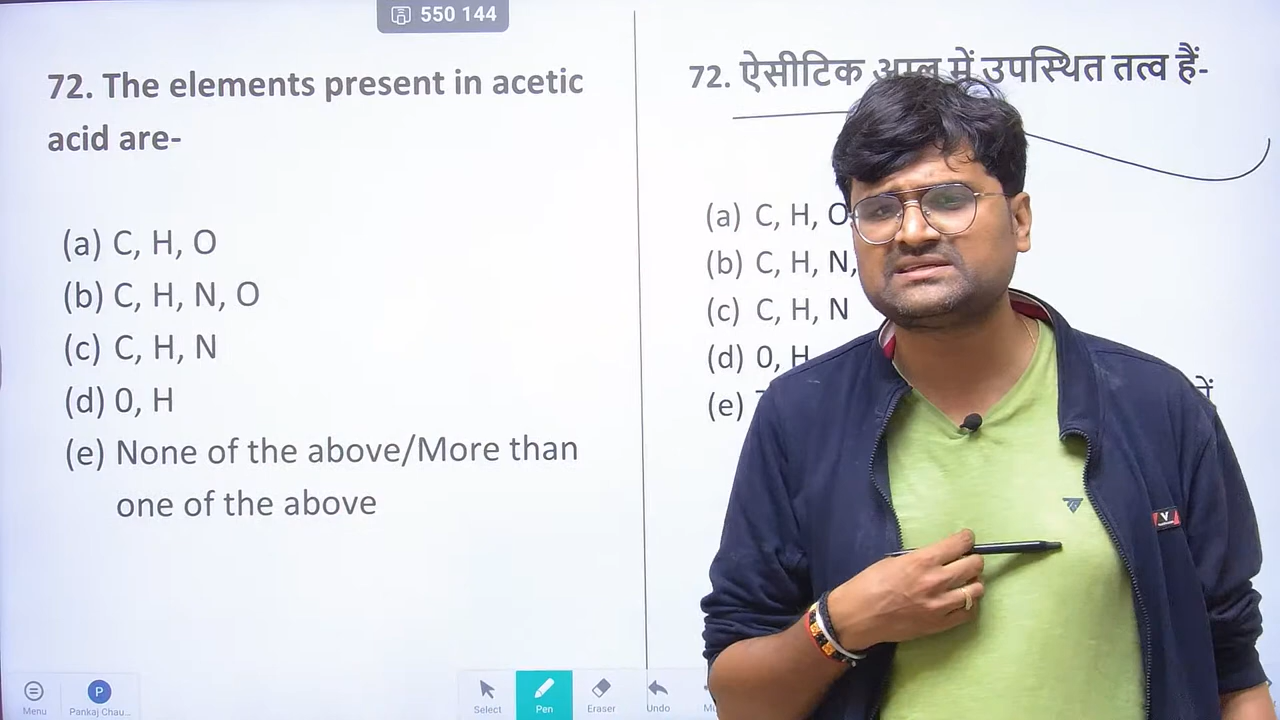 550 144
72. The elements present in acetic
acid are-
(a) C, H, O
(b) C, H, N, O
(c) C, H, N
(d) 0, H
(e) None of the above/More than
one of the above
72. ऐसीटिक अम्ल में उपस्थित तत्व हैं-
(a) C, H, O
(b) C, H, N,
(c) C, H, N
(d) 0, H
(e)
Menu
P
Pankaj Chau...
Select
Pen
Eraser
Undo
V